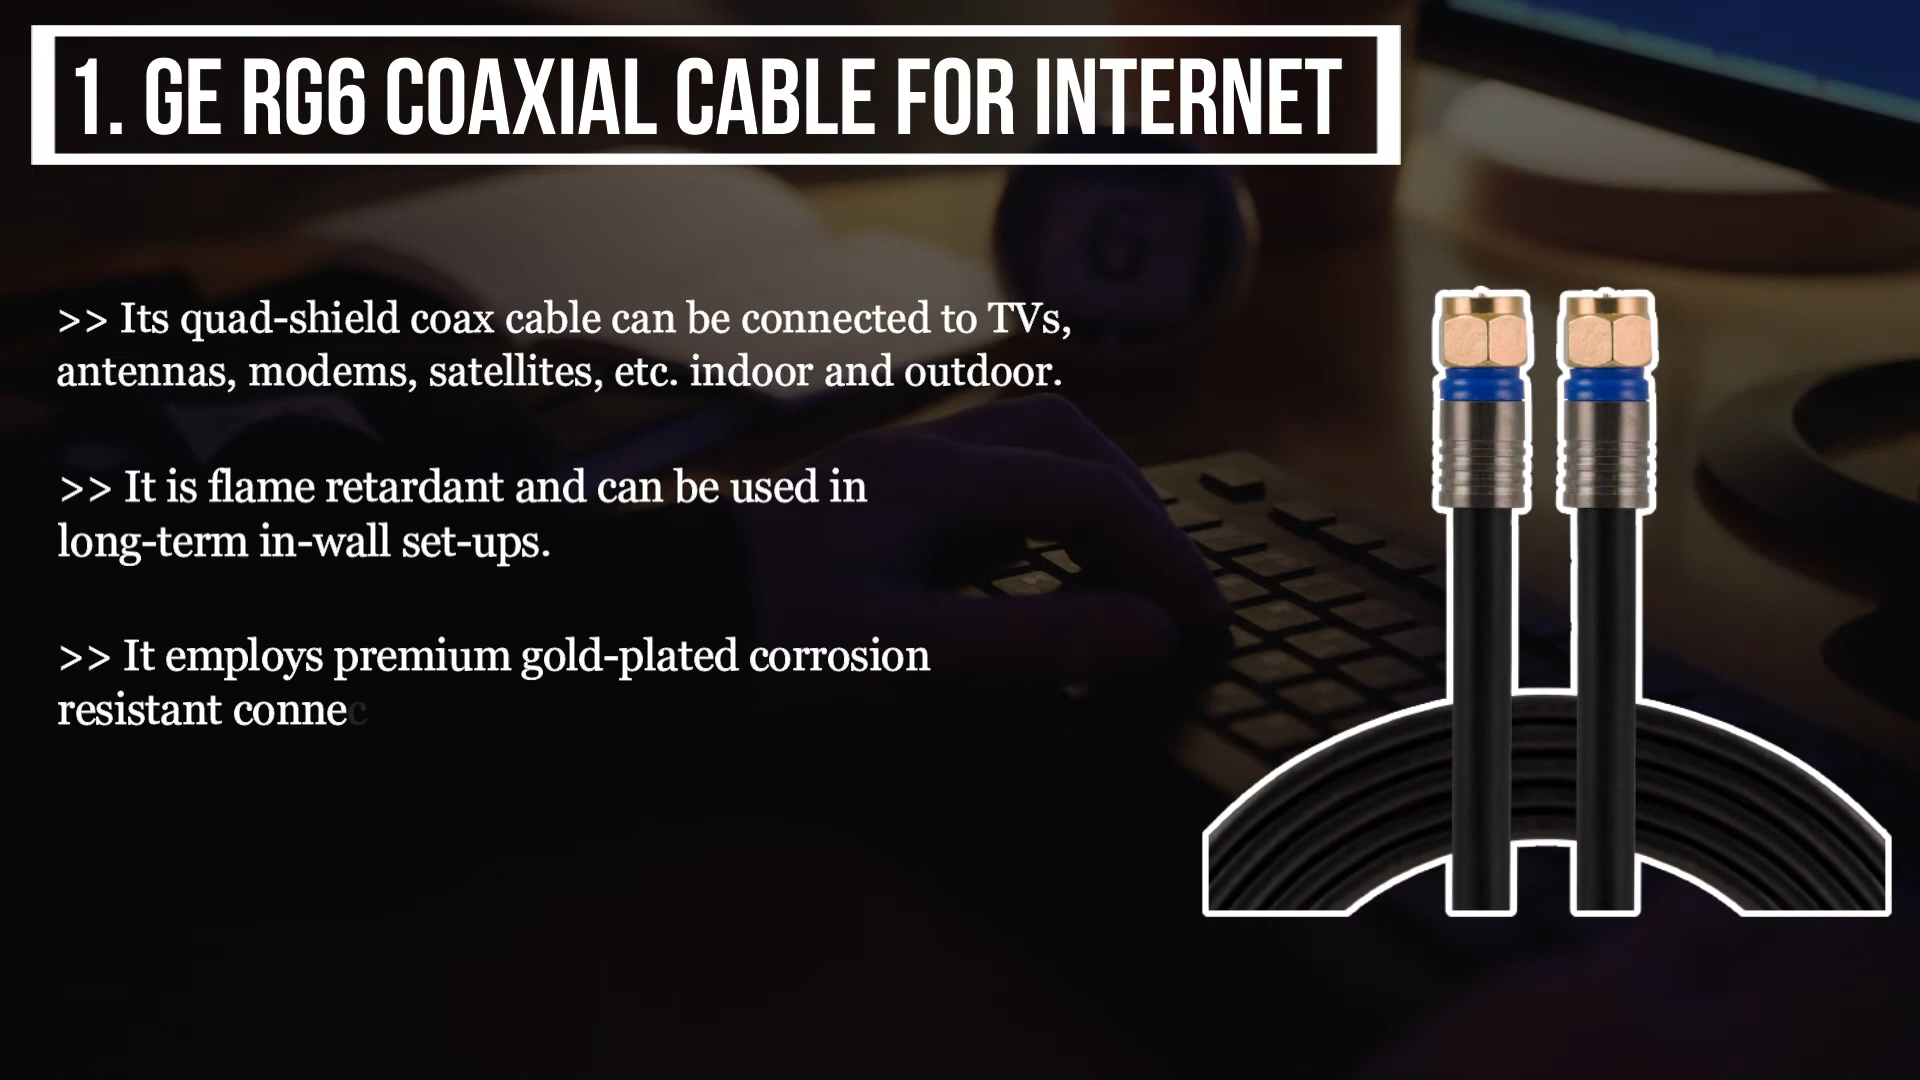 1. GE RG6 COAXIAL CABLE FOR INTERNET
>> Its quad-shield coax cable can be connected to TVs,
antennas, modems, satellites, etc. indoor and outdoor.
>> It is flame retardant and can be used in
long-term in-wall set-ups.
>> It employs premium gold-plated corrosion
resistant connec